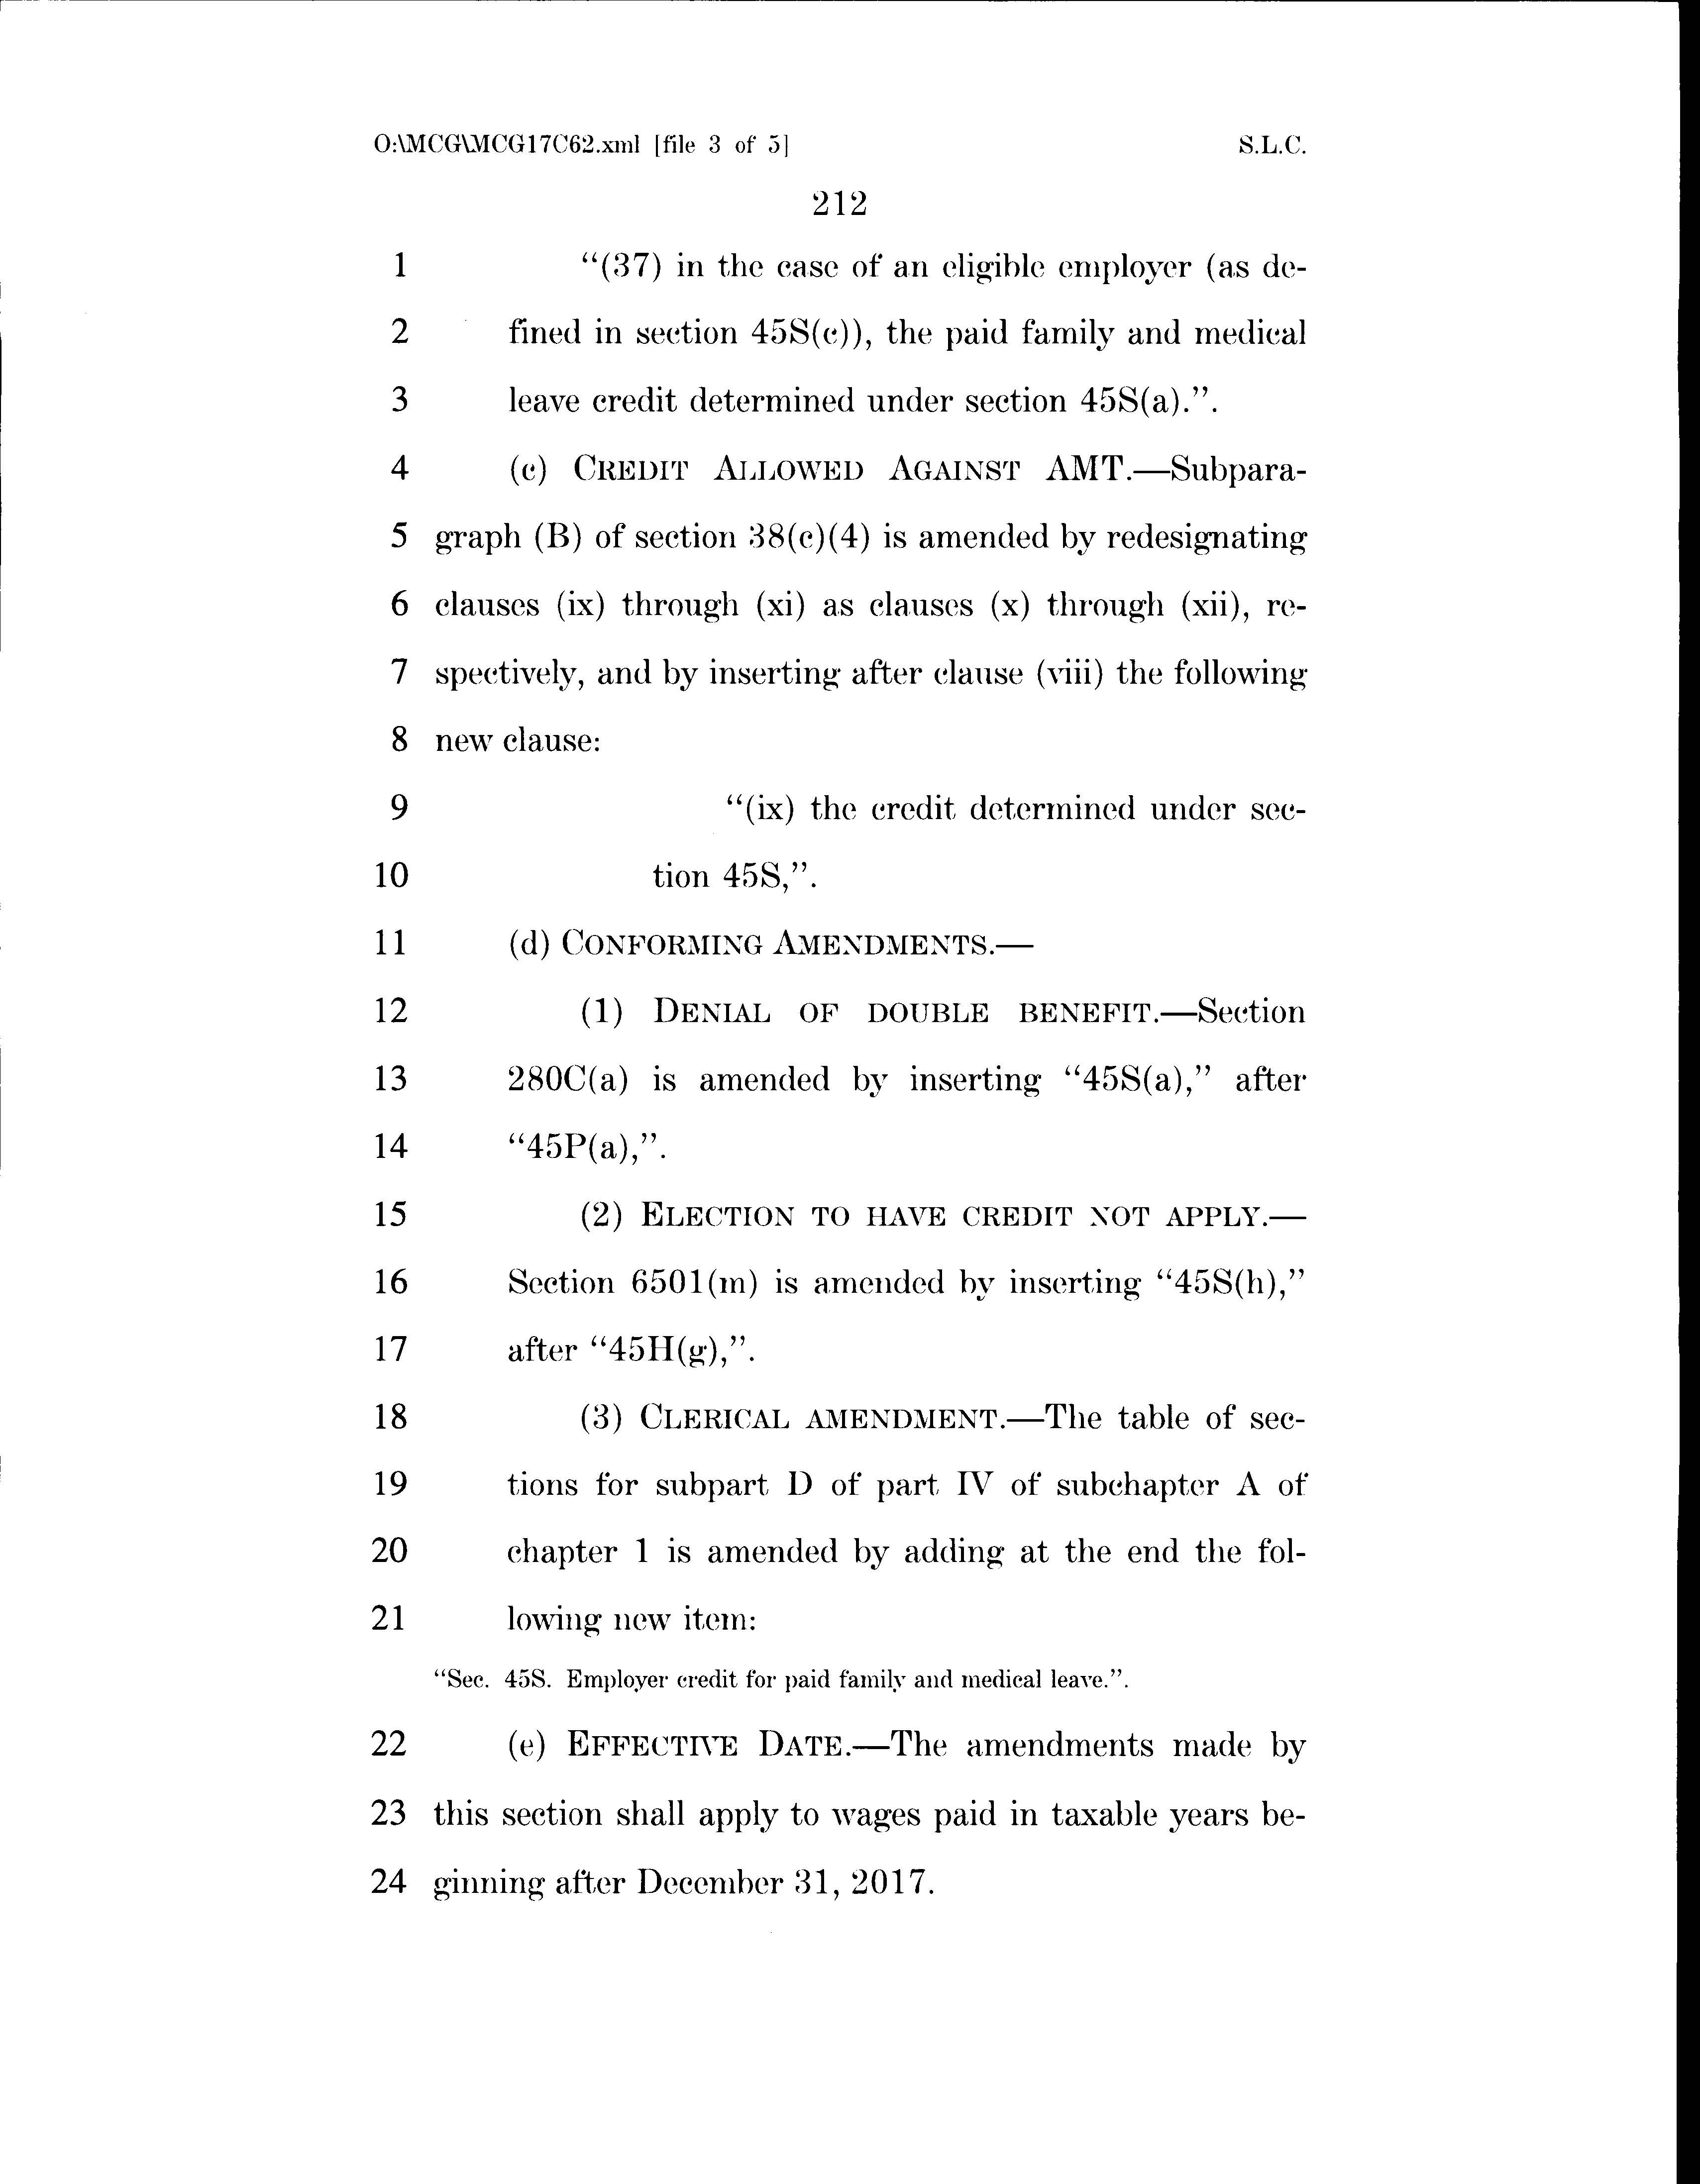 O:\MCG\MCG17C62.xml [file 3 of 5] S.L.C.
212
1 “(37) in the case of an eligible employer (as de-
2 fined in section 45S(c)), the paid family and medical
3 leave credit determined under section 45S(a).”.
4 (c) CREDIT ALLOWED AGAINST AMT.—Subpara-
5 graph (B) of section 38(c)(4) is amended by redesignating
6 clauses (ix) through (xi) as clauses (x) through (xii), re-
7 spectively, and by inserting after clause (viii) the following
8 new clause:
9 “(ix) the credit determined under sec-
10 tion 45S,”.
11 (d) CONFORMING AMENDMENTS.—
12 (1) DENIAL OF DOUBLE BENEFIT.—Section
13 280C(a) is amended by inserting “45S(a),” after
14 “45P(a),”.
15 (2) ELECTION TO HAVE CREDIT NOT APPLY.—
16 Section 6501(m) is amended by inserting “45S(h),”
17 after “45H(g),”.
18 (3) CLERICAL AMENDMENT.—The table of sec-
19 tions for subpart D of part IV of subchapter A of
20 chapter 1 is amended by adding at the end the fol-
21 lowing new item:
“Sec. 45S. Employer credit for paid family and medical leave.”.
22 (e) EFFECTIVE DATE.—The amendments made by
23 this section shall apply to wages paid in taxable years be-
24 ginning after December 31, 2017.